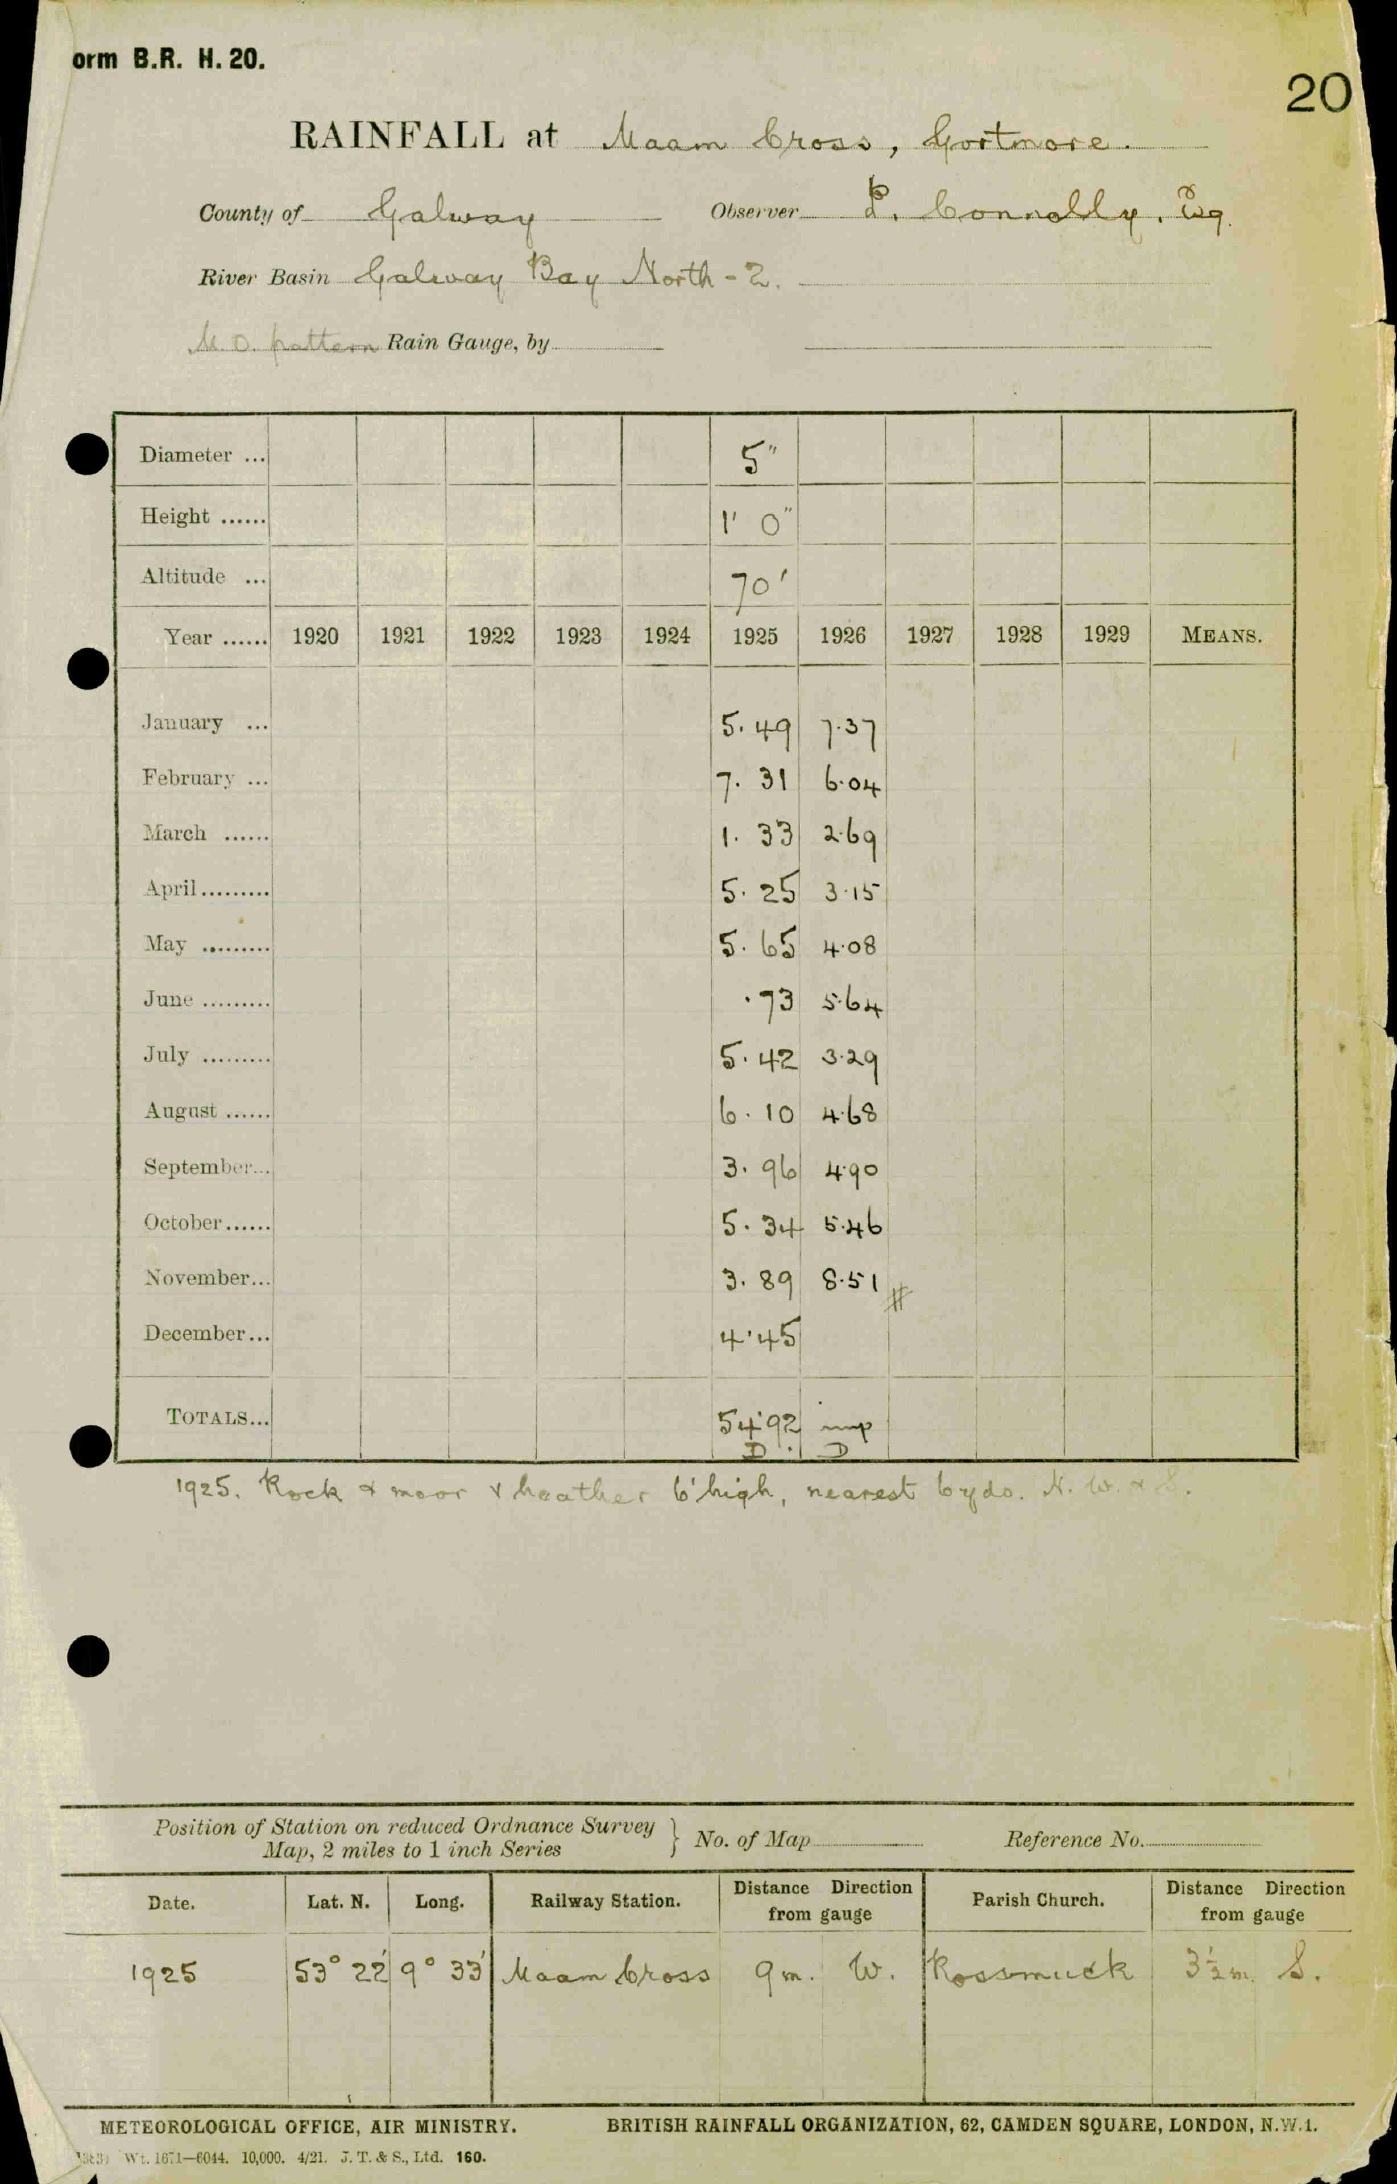 orm B.R. H. 20.
20
RAINFALL at Maam Cross, Gortmore.
County of Galway Observer P. Connolly, Esq.
River Basin Galway Bay North - 2.
M.O. pattern Rain Gauge, by
Diameter ... 5"
Height ...... 1' 0"
Altitude ... 70'
Year ...... 1920 1921 1922 1923 1924 1925 1926 1927 1928 1929 MEANS.
January ... 5.49 7.37
February ... 7.31 6.04
March ...... 1.33 2.69
April......... 5.25 3.15
May ......... 5.65 4.08
June ......... .73 5.64
July ......... 5.42 3.29
August ...... 6.10 4.68
September... 3.96 4.90
October...... 5.34 5.46
November... 3.89 8.51 #
December... 4.45
TOTALS... 54.92 imp
D. D
1925. Rock & moor & heather 6' high, nearest 6 yds. N. W. & S.
Position of Station on reduced Ordnance Survey
Map, 2 miles to 1 inch Series } No. of Map Reference No.
Date. Lat. N. Long. Railway Station. Distance Direction from gauge Parish Church. Distance Direction from gauge
1925 53° 22' 9° 33' Maam Cross 9 m. W. Rossmuck 3½ m. S.
METEOROLOGICAL OFFICE, AIR MINISTRY. BRITISH RAINFALL ORGANIZATION, 62, CAMDEN SQUARE, LONDON, N.W.1.
Wt. 1671—6044. 10,000. 4/21. J. T. & S., Ltd. 160.